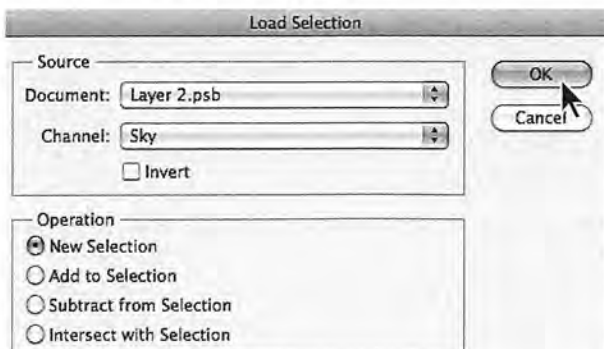 Load Selection
Source
Document: Layer 2.psb
Channel: Sky
Invert
OK
Cancel
Operation
New Selection
Add to Selection
Subtract from Selection
Intersect with Selection